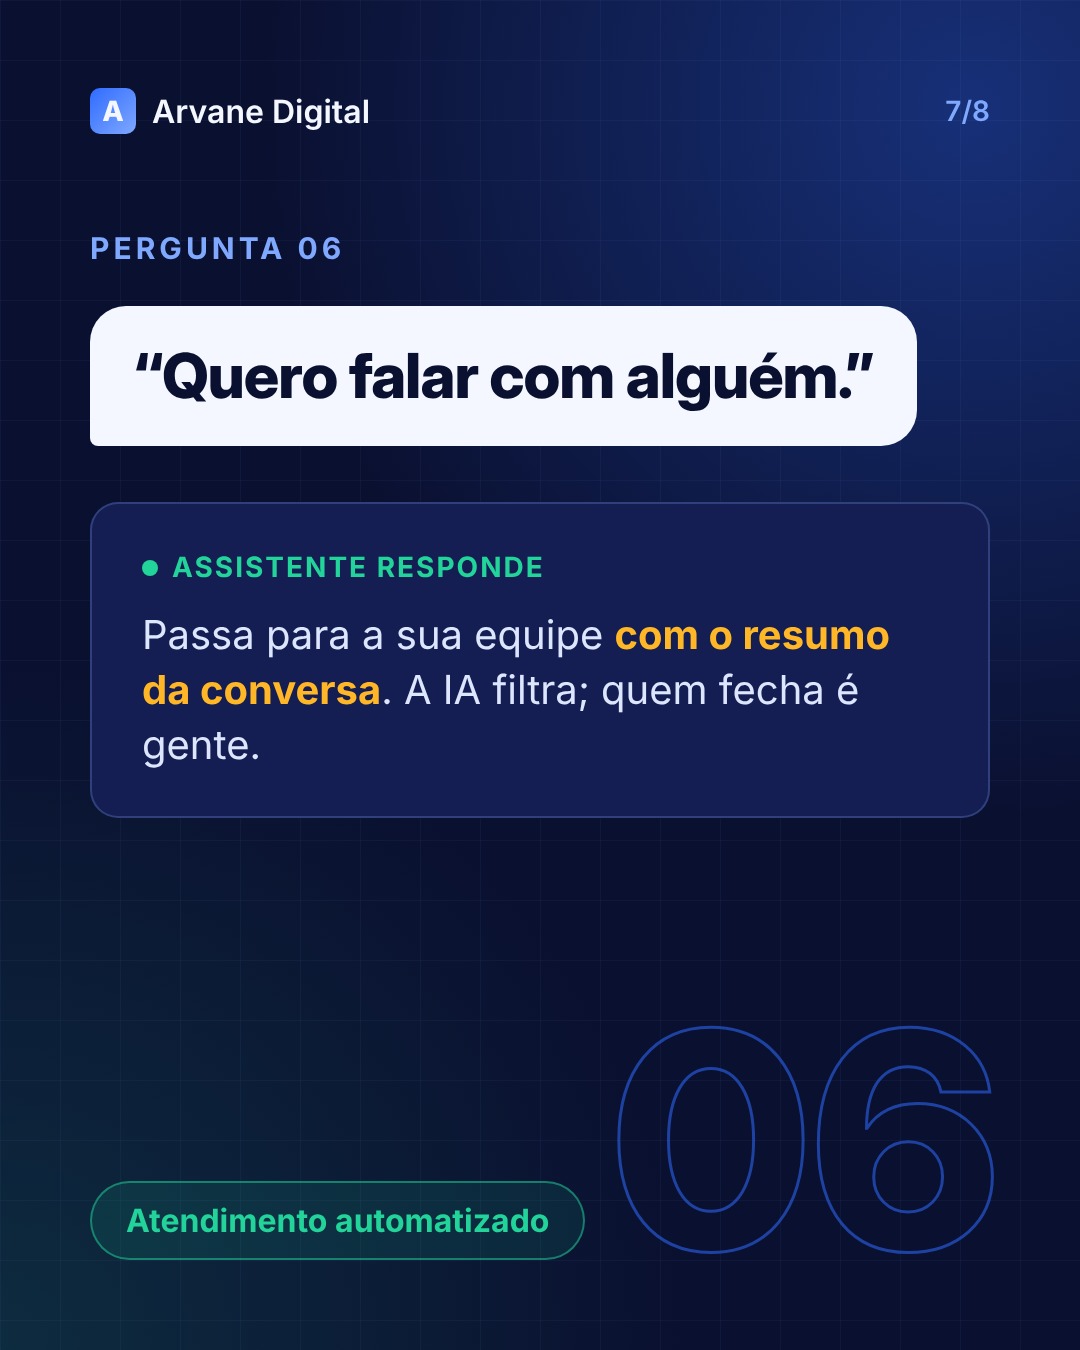 A Arvane Digital
7/8
PERGUNTA 06
“Quero falar com alguém.”
ASSISTENTE RESPONDE
Passa para a sua equipe com o resumo
da conversa. A IA filtra; quem fecha é
gente.
06
Atendimento automatizado